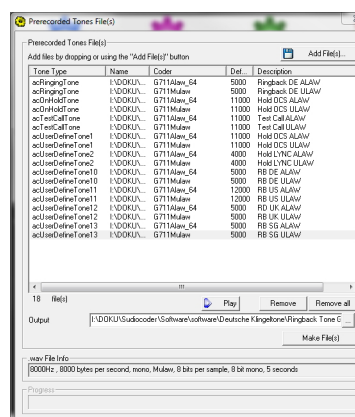 Prerecorded Tones File(s)
Prerecorded Tones File(s)
Add files by dropping or using the "Add File(s)" button
Add File(s)...
Tone Type Name Coder Def... Description
acRingingTone I:\DOKU\... G711Alaw_64 5000 Ringback DE ALAW
acRingingTone I:\DOKU\... G711Mulaw 5000 Ringback DE ULAW
acOnHoldTone I:\DOKU\... G711Alaw_64 11000 Hold OCS ALAW
acOnHoldTone I:\DOKU\... G711Mulaw 11000 Hold OCS ULAW
acTestCallTone I:\DOKU\... G711Alaw_64 11000 Test Call ALAW
acTestCallTone I:\DOKU\... G711Mulaw 11000 Test Call ULAW
acUserDefineTone1 I:\DOKU\... G711Alaw_64 11000 Hold OCS ALAW
acUserDefineTone1 I:\DOKU\... G711Mulaw 11000 Hold OCS ULAW
acUserDefineTone2 I:\DOKU\... G711Alaw_64 4000 Hold LYNC ALAW
acUserDefineTone2 I:\DOKU\... G711Mulaw 4000 Hold LYNC ULAW
acUserDefineTone10 I:\DOKU\... G711Alaw_64 5000 RB DE ALAW
acUserDefineTone10 I:\DOKU\... G711Mulaw 5000 RB DE ULAW
acUserDefineTone11 I:\DOKU\... G711Alaw_64 12000 RB US ALAW
acUserDefineTone11 I:\DOKU\... G711Mulaw 12000 RB US ULAW
acUserDefineTone12 I:\DOKU\... G711Alaw_64 5000 RD UK ALAW
acUserDefineTone12 I:\DOKU\... G711Mulaw 5000 RB UK ULAW
acUserDefineTone13 I:\DOKU\... G711Alaw_64 5000 RB SG ALAW
acUserDefineTone13 I:\DOKU\... G711Mulaw 5000 RB SG ULAW
18 file(s)
Play Remove Remove all
Output I:\DOKU\Sudiocoder\Software\software\Deutsche Klingeltone\Ringback Tone G ...
Make File(s)
.wav File Info
8000Hz , 8000 bytes per second, mono, Mulaw, 8 bits per sample, 8 bit mono, 5 seconds
Progress